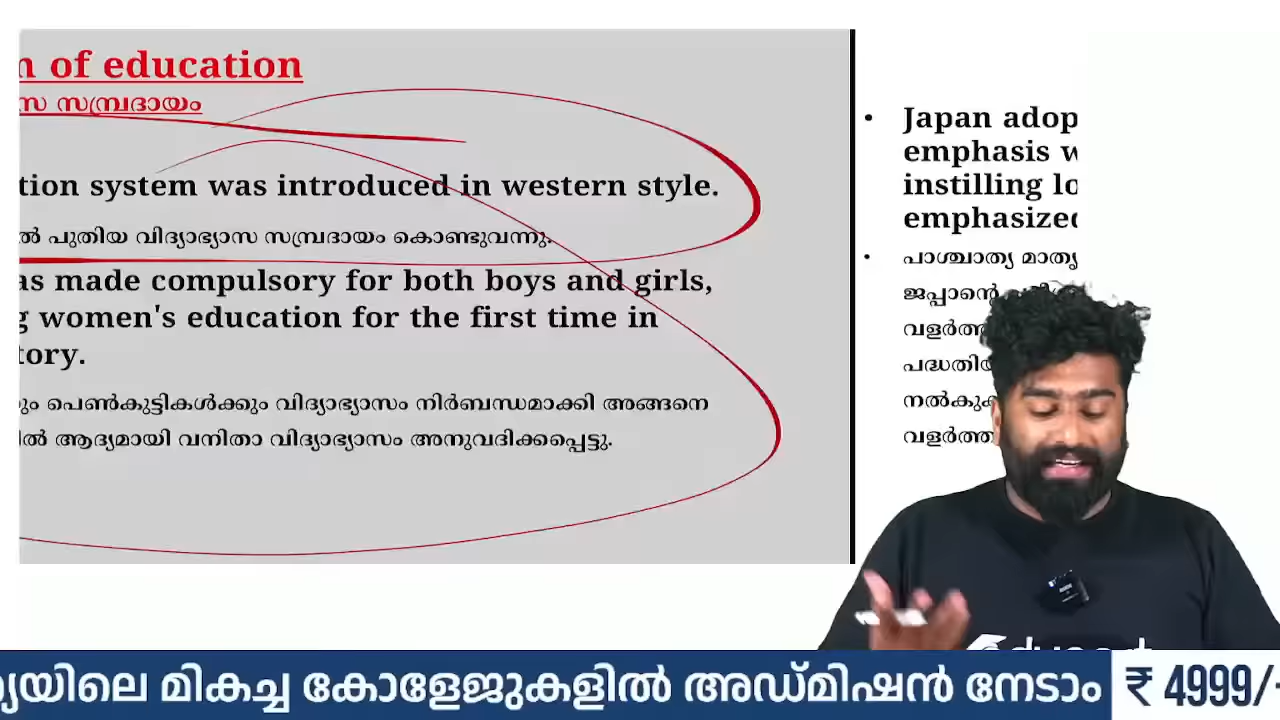 n of education
സ സമ്പ്രദായം
tion system was introduced in western style.
ൽ പുതിയ വിദ്യാഭ്യാസ സമ്പ്രദായം കൊണ്ടുവന്നു.
as made compulsory for both boys and girls,
g women's education for the first time in
tory.
ും പെൺകുട്ടികൾക്കും വിദ്യാഭ്യാസം നിർബന്ധമാക്കി അങ്ങനെ
ിൽ ആദ്യമായി വനിതാ വിദ്യാഭ്യാസം അനുവദിക്കപ്പെട്ടു.
• Japan adop
emphasis w
instilling lo
emphasized
• പാശ്ചാത്യ മാതൃ
ജപ്പാന്റെ
വളർത്ത
പദ്ധതിയ
നൽകുക
വളർത്ത
്യയിലെ മികച്ച കോളേജുകളിൽ അഡ്മിഷൻ നേടാം
₹ 4999/-